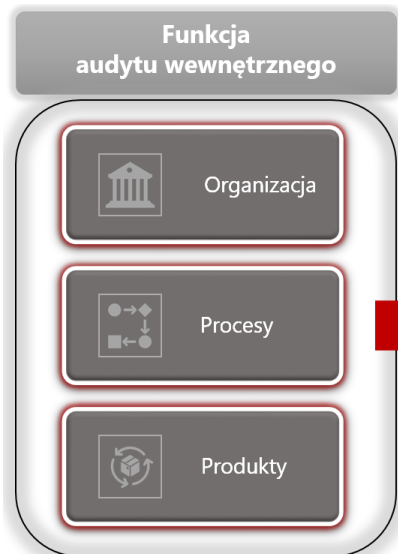 Funkcja
audytu wewnętrznego
Organizacja
Procesy
Produkty